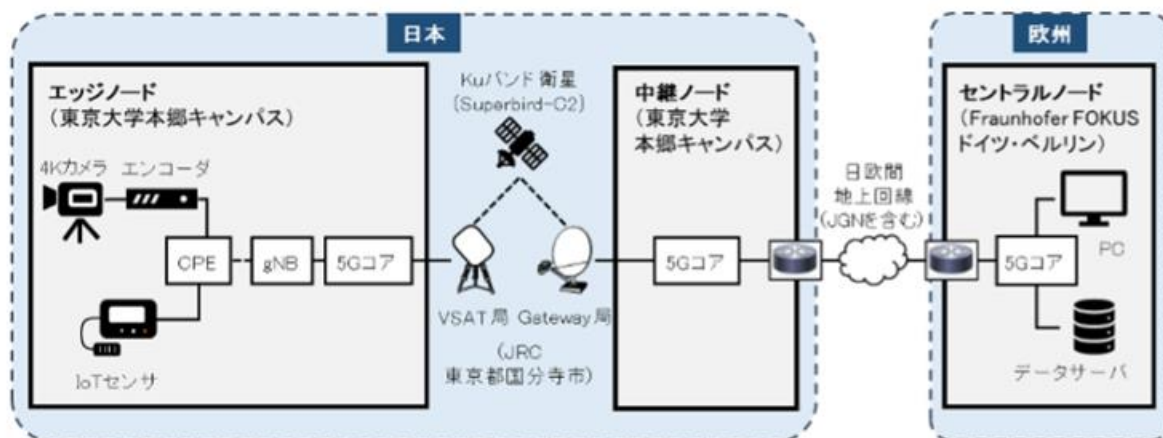 日本
欧州
エッジノード
(東京大学本郷キャンパス)
4Kカメラ
エンコーダ
CPE
gNB
5Gコア
IoTセンサ
Kuバンド衛星
(Superbird-C2)
VSAT局
Gateway局
(JRC
東京都国分寺市)
中継ノード
(東京大学
本郷キャンパス)
5Gコア
日欧間
地上回線
(JGNを含む)
セントラルノード
(Fraunhofer FOKUS
ドイツ・ベルリン)
5Gコア
PC
データサーバ